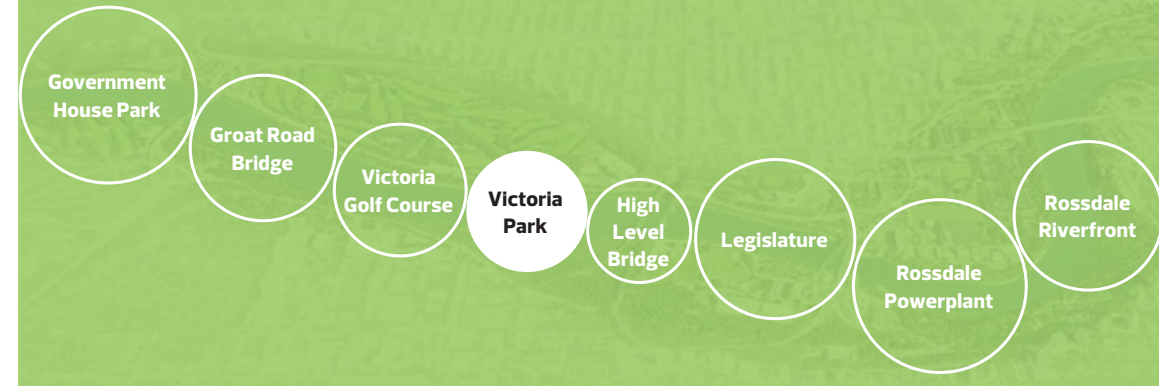 Government
House Park
Groat Road
Bridge
Victoria
Golf Course
Victoria
Park
High
Level
Bridge
Legislature
Rossdale
Powerplant
Rossdale
Riverfront